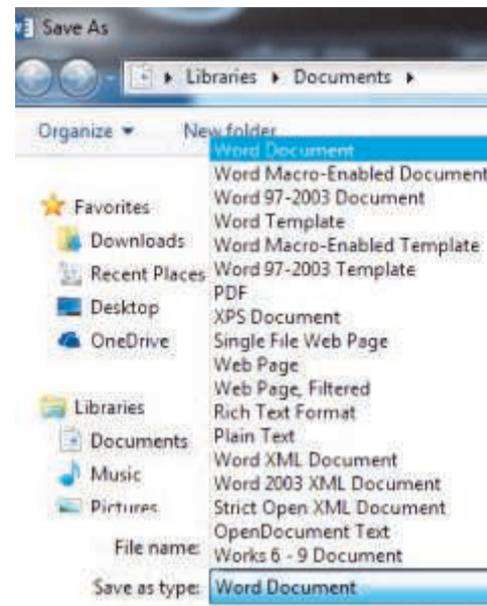 Save As
Libraries Documents
Organize New folder
Word Document
Word Macro-Enabled Document
Word 97-2003 Document
Word Template
Word Macro-Enabled Template
Word 97-2003 Template
PDF
XPS Document
Single File Web Page
Web Page
Web Page, Filtered
Rich Text Format
Plain Text
Word XML Document
Word 2003 XML Document
Strict Open XML Document
OpenDocument Text
Works 6 - 9 Document
Favorites
Downloads
Recent Places
Desktop
OneDrive
Libraries
Documents
Music
Pictures
File name:
Save as type: Word Document